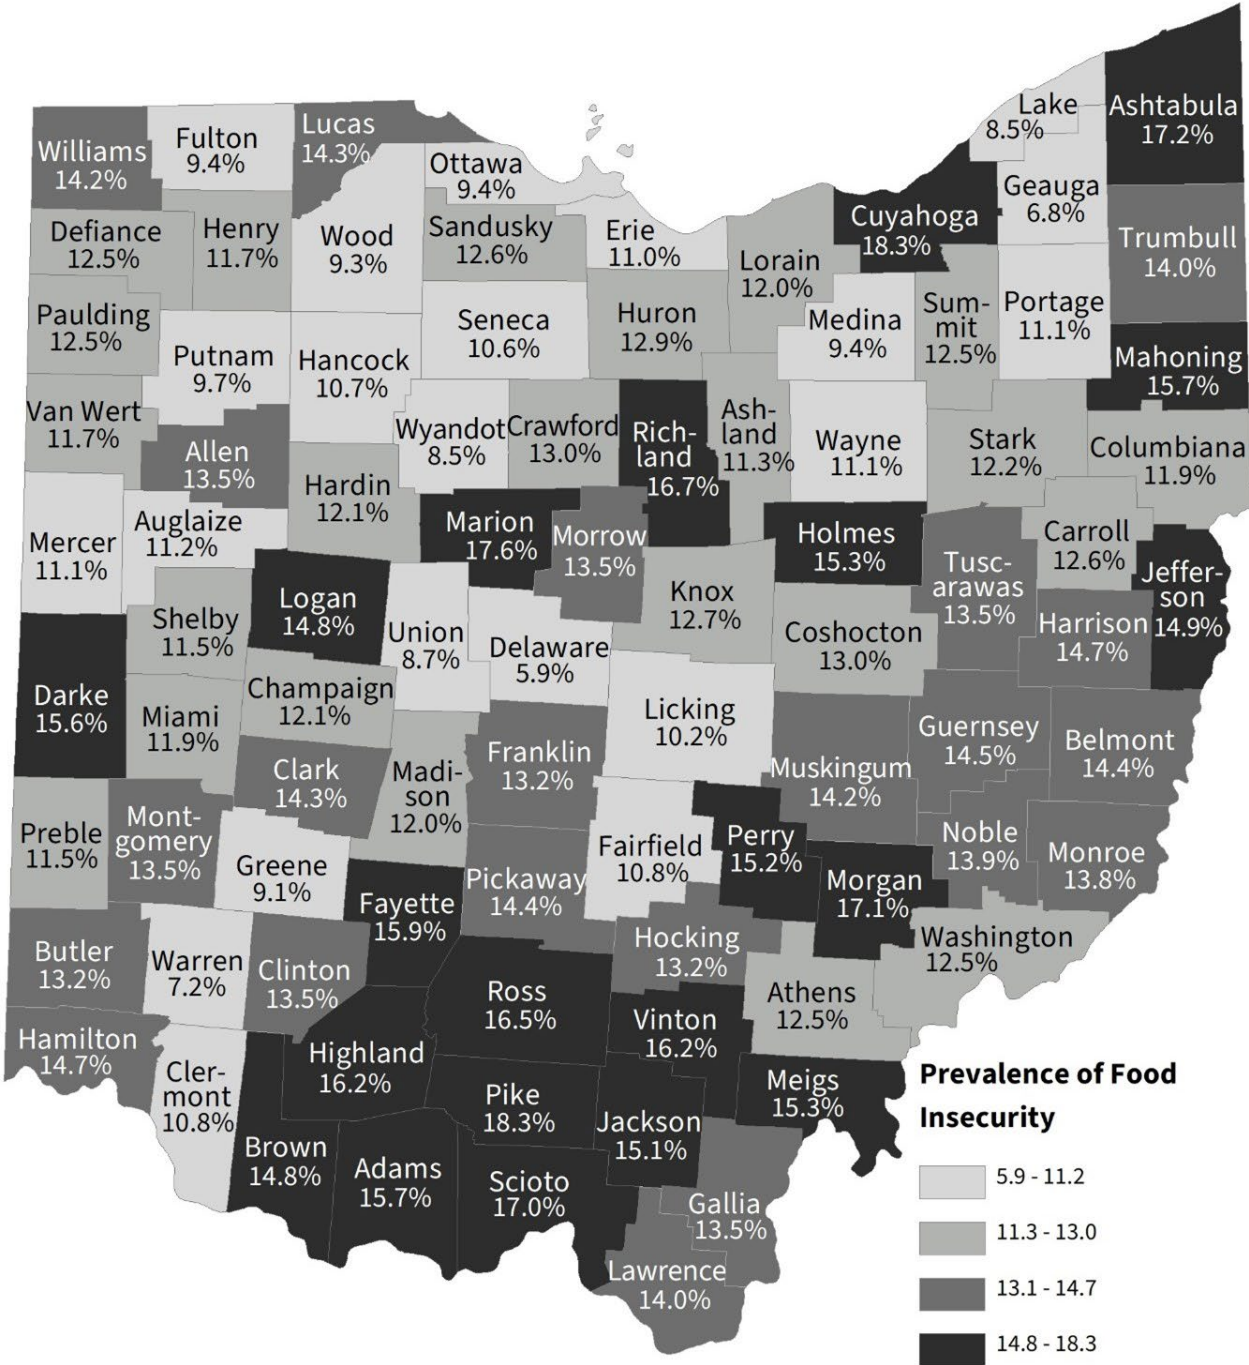 Lake
8.5%
Ashtabula
17.2%
Lucas
14.3%
Fulton
9.4%
Williams
14.2%
Ottawa
9.4%
Geauga
6.8%
Cuyahoga
18.3%
Defiance
12.5%
Henry
11.7%
Wood
9.3%
Sandusky
12.6%
Erie
11.0%
Lorain
12.0%
Trumbull
14.0%
Paulding
12.5%
Putnam
9.7%
Hancock
10.7%
Seneca
10.6%
Huron
12.9%
Medina
9.4%
Sum-
mit
12.5%
Portage
11.1%
Mahoning
15.7%
Van Wert
11.7%
Allen
13.5%
Wyandot
8.5%
Crawford
13.0%
Rich-
land
16.7%
Ash-
land
11.3%
Wayne
11.1%
Stark
12.2%
Columbiana
11.9%
Hardin
12.1%
Mercer
11.1%
Auglaize
11.2%
Marion
17.6%
Morrow
13.5%
Holmes
15.3%
Tusc-
arawas
13.5%
Carroll
12.6%
Jeffer-
son
14.9%
Shelby
11.5%
Logan
14.8%
Union
8.7%
Delaware
5.9%
Knox
12.7%
Coshocton
13.0%
Harrison
14.7%
Darke
15.6%
Miami
11.9%
Champaign
12.1%
Licking
10.2%
Guernsey
14.5%
Belmont
14.4%
Clark
14.3%
Madi-
son
12.0%
Franklin
13.2%
Muskingum
14.2%
Preble
11.5%
Mont-
gomery
13.5%
Greene
9.1%
Fairfield
10.8%
Perry
15.2%
Noble
13.9%
Monroe
13.8%
Fayette
15.9%
Pickaway
14.4%
Morgan
17.1%
Butler
13.2%
Warren
7.2%
Clinton
13.5%
Hocking
13.2%
Washington
12.5%
Ross
16.5%
Athens
12.5%
Hamilton
14.7%
Highland
16.2%
Vinton
16.2%
Cler-
mont
10.8%
Pike
18.3%
Meigs
15.3%
Jackson
15.1%
Brown
14.8%
Adams
15.7%
Scioto
17.0%
Gallia
13.5%
Lawrence
14.0%
Prevalence of Food
Insecurity
5.9 - 11.2
11.3 - 13.0
13.1 - 14.7
14.8 - 18.3